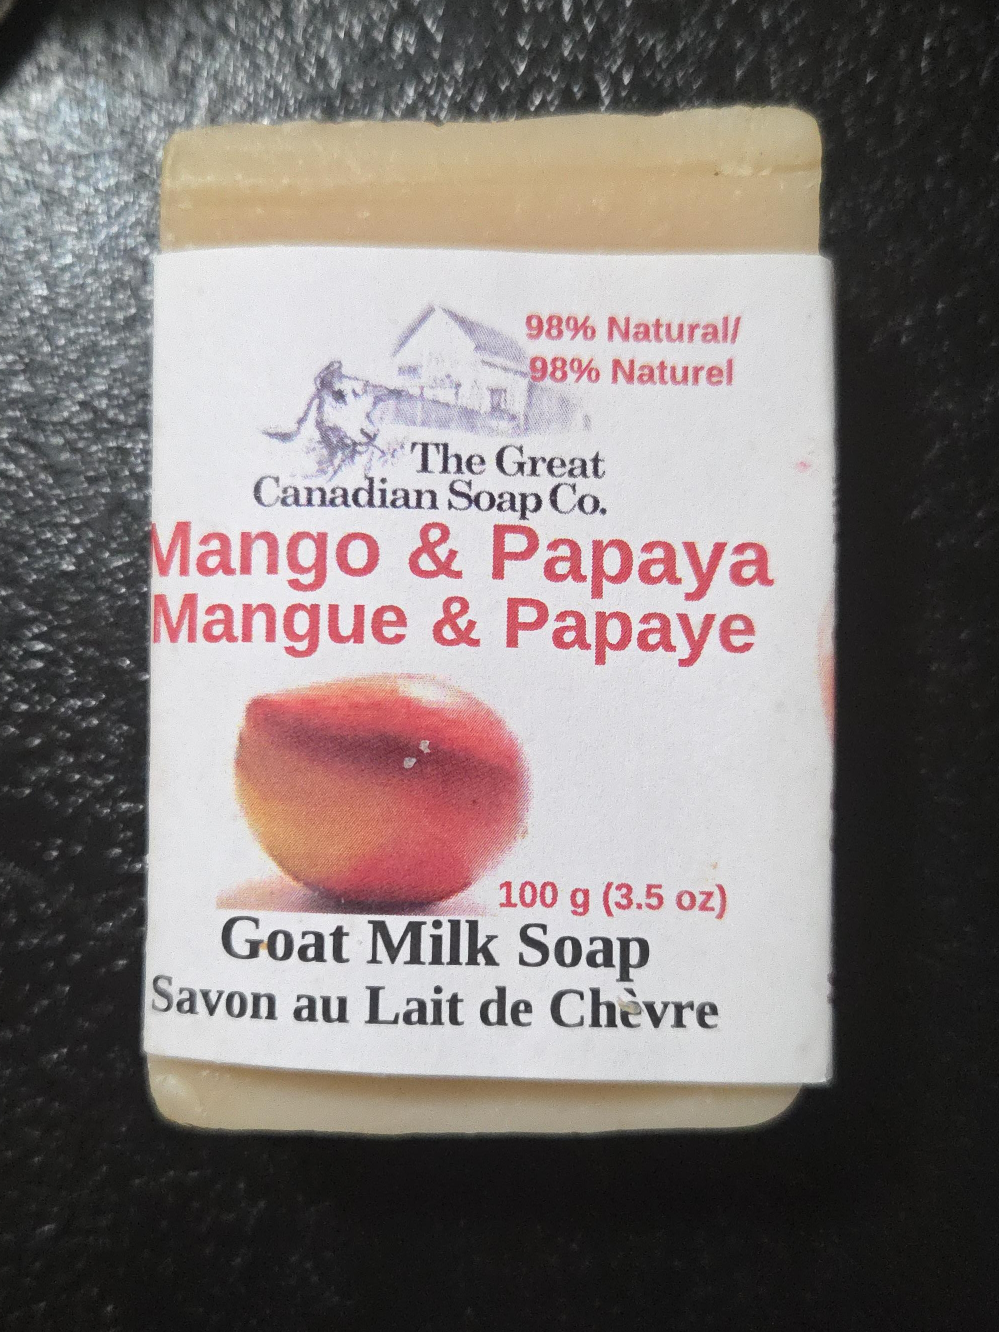 98% Natural/
98% Naturel
The Great
Canadian Soap Co.
Mango & Papaya
Mangue & Papaye
100 g (3.5 oz)
Goat Milk Soap
Savon au Lait de Chèvre